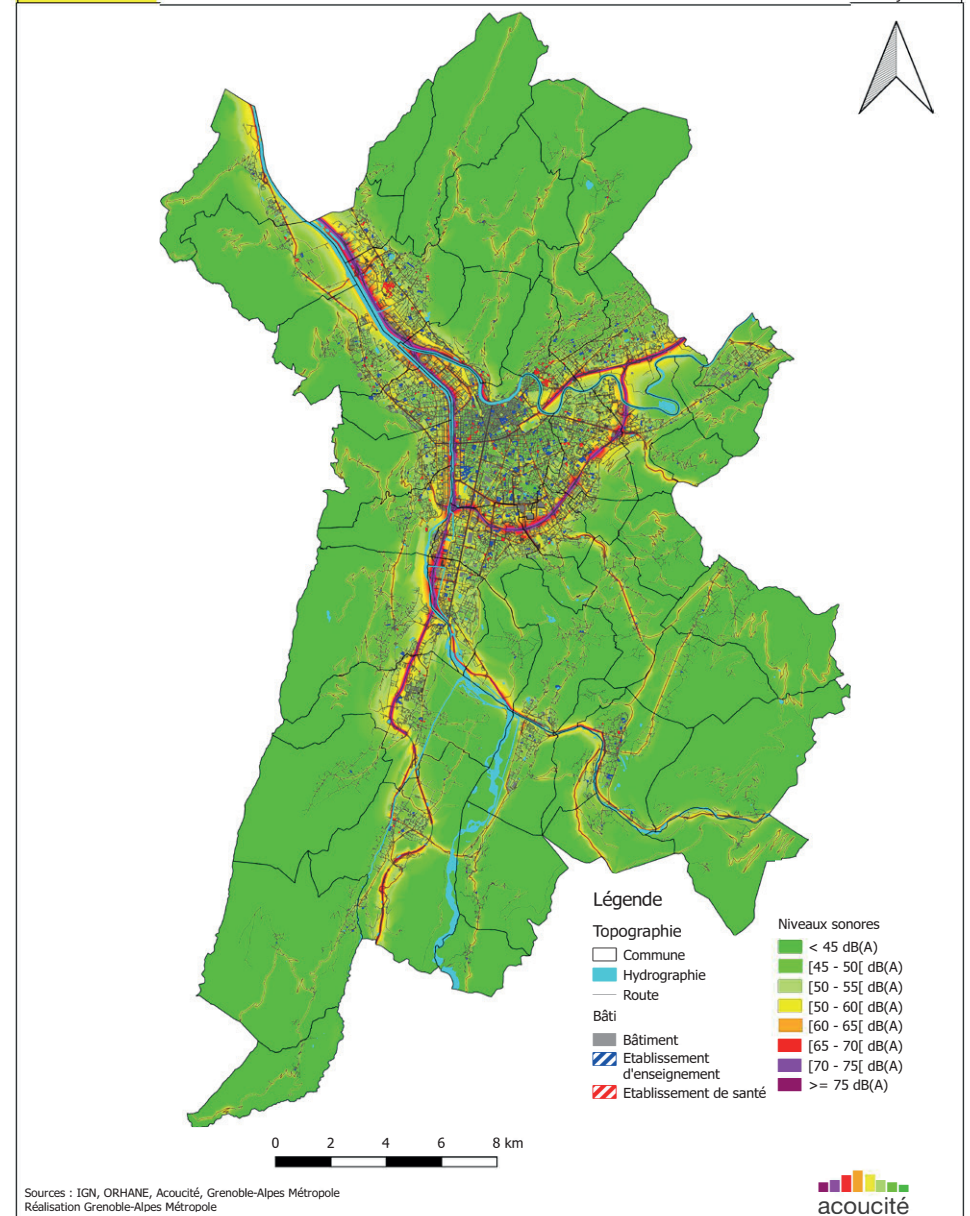 Légende
Topographie
Commune
Hydrographie
Route
Bâti
Bâtiment
Etablissement
d'enseignement
Etablissement de santé
Niveaux sonores
< 45 dB(A)
[45 - 50[ dB(A)
[50 - 55[ dB(A)
[50 - 60[ dB(A)
[60 - 65[ dB(A)
[65 - 70[ dB(A)
[70 - 75[ dB(A)
>= 75 dB(A)
0 2 4 6 8 km
Sources : IGN, ORHANE, Acoucité, Grenoble-Alpes Métropole
Réalisation Grenoble-Alpes Métropole
acoucité